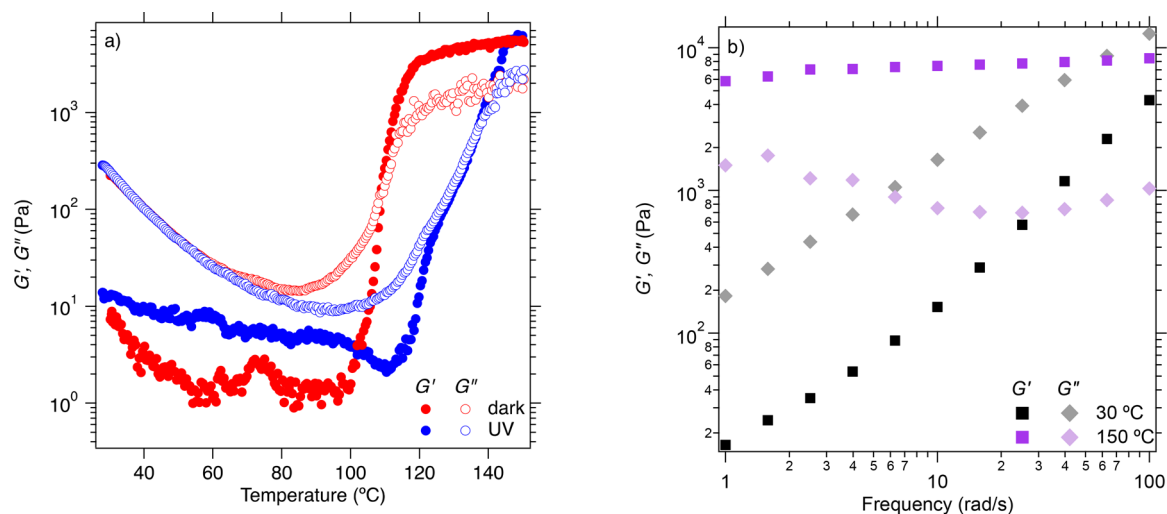 a)
10³
10²
10¹
10⁰
G', G" (Pa)
40
60
80
100
120
140
Temperature (ºC)
G' G"
dark
UV
b)
10⁴
8
6
4
2
10³
8
6
4
2
10²
8
6
4
2
G', G" (Pa)
1 2 3 4 5 6 7 10 2 3 4 5 6 7 100
Frequency (rad/s)
G' G"
30 ºC
150 ºC